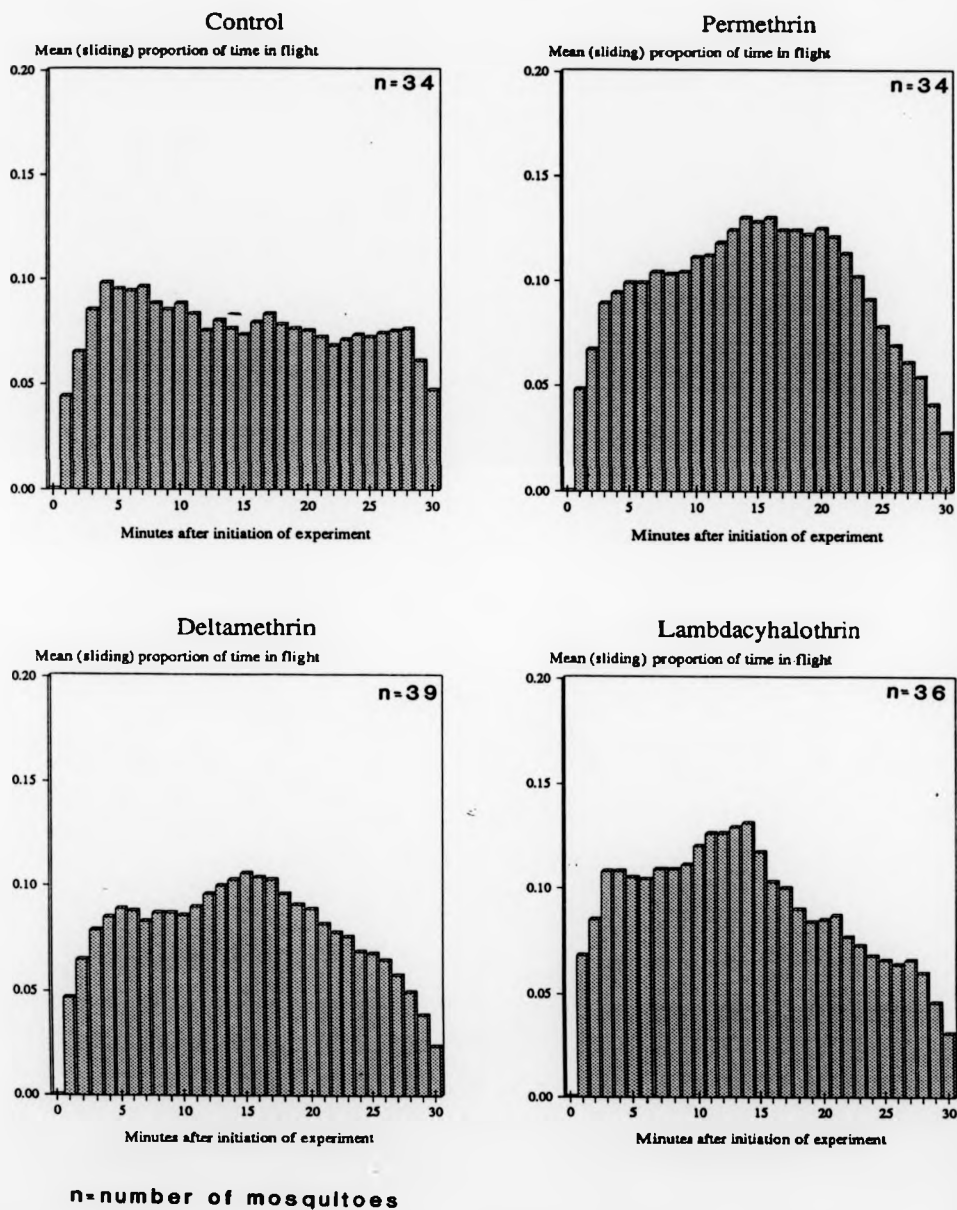 Control
Mean (sliding) proportion of time in flight
n=34
0.20
0.15
0.10
0.05
0.00
0 5 10 15 20 25 30
Minutes after initiation of experiment
Permethrin
Mean (sliding) proportion of time in flight
n=34
0.20
0.15
0.10
0.05
0.00
0 5 10 15 20 25 30
Minutes after initiation of experiment
Deltamethrin
Mean (sliding) proportion of time in flight
n=39
0.20
0.15
0.10
0.05
0.00
0 5 10 15 20 25 30
Minutes after initiation of experiment
Lambdacyhalothrin
Mean (sliding) proportion of time in flight
n=36
0.20
0.15
0.10
0.05
0.00
0 5 10 15 20 25 30
Minutes after initiation of experiment
n=number of mosquitoes